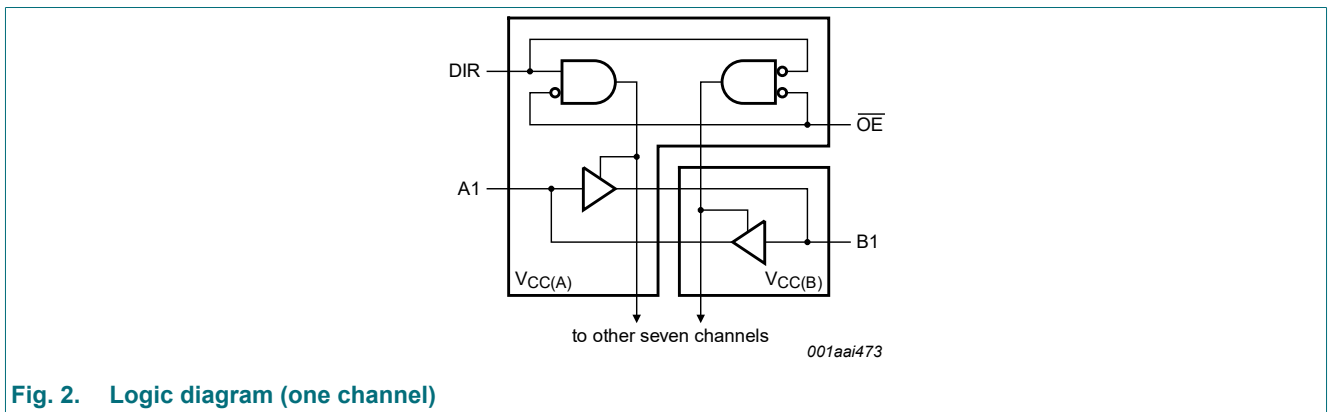 DIR
OE
A1
B1
VCC(A)
VCC(B)
to other seven channels
001aai473
Fig. 2. Logic diagram (one channel)